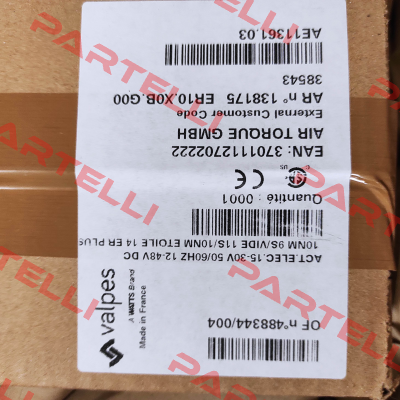 OF n°488344/004
valpes
A WATTS Brand
Made in France
ACT.ELEC.15-30V 50/60HZ 12-48V DC
10NM 9S/VIDE 11S/10NM ETOILE 14 ER PLUS
Quantité : 0001
EAN: 3701112702222
AIR TORQUE GMBH
External Customer Code
AR n° 138175 ER10.X0B.G00
38543
AE11361.03
PARTELLI
PARTELLI
PARTELLI